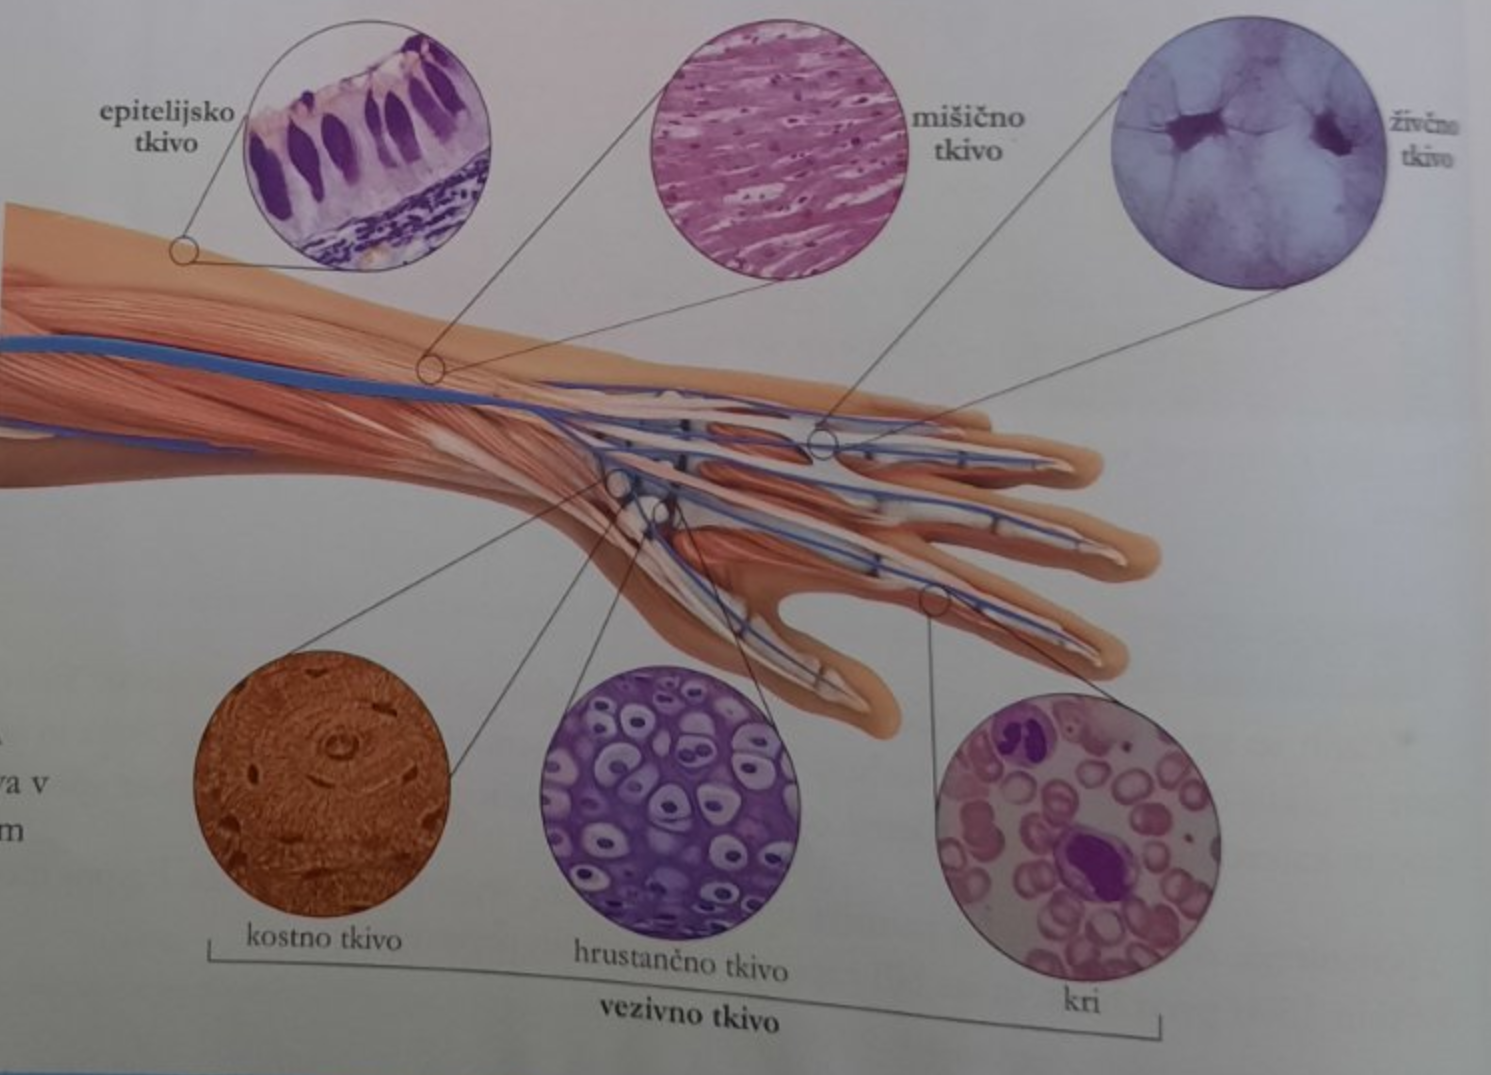 epitelijsko
tkivo
mišično
tkivo
živčno
tkivo
va v
m
kostno tkivo
hrustančno tkivo
kri
vezivno tkivo